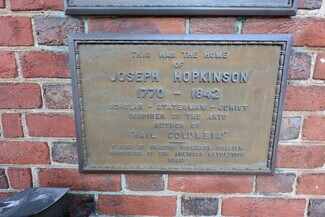 THIS WAS THE HOME
OF
JOSEPH HOPKINSON
1770 - 1842
SCHOLAR - STATESMAN - JURIST
INSPIRER OF THE ARTS
AUTHOR OF
"HAIL COLUMBIA"
OF THE AMERICAN REVOLUTION